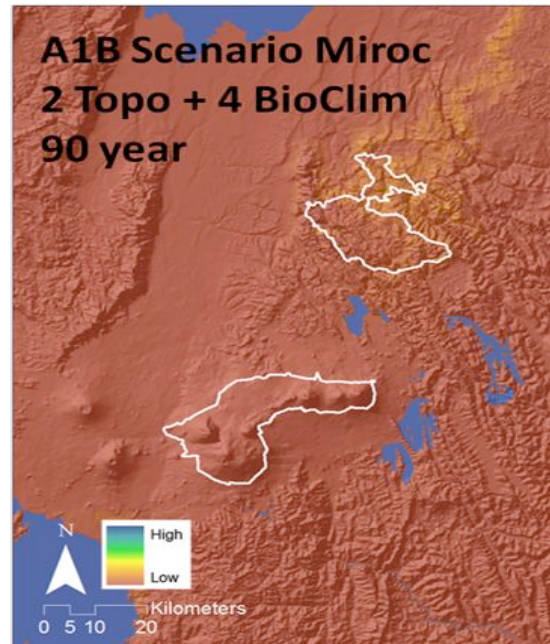 A1B Scenario Miroc
2 Topo + 4 BioClim
90 year
N
High
Low
Kilometers
0 5 10 20